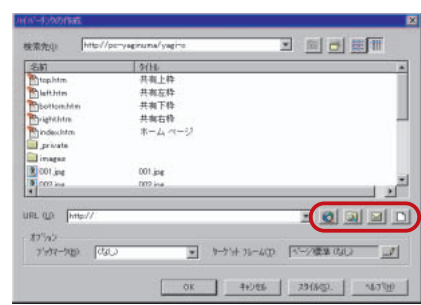 ハイパーリンクの作成
検索先(I): http://pc-yaginuma/yagi-s
名前 タイトル
top.htm 共有上枠
left.htm 共有左枠
bottom.htm 共有下枠
right.htm 共有右枠
index.htm ホーム ページ
_private
images
001.jpg 001.jpg
002.jpg 002.jpg
URL (U): http://
オプション
ブックマーク(B): (なし) ターゲット フレーム(T): ページ標準 (なし)
OK キャンセル スタイル(S)... ヘルプ(H)